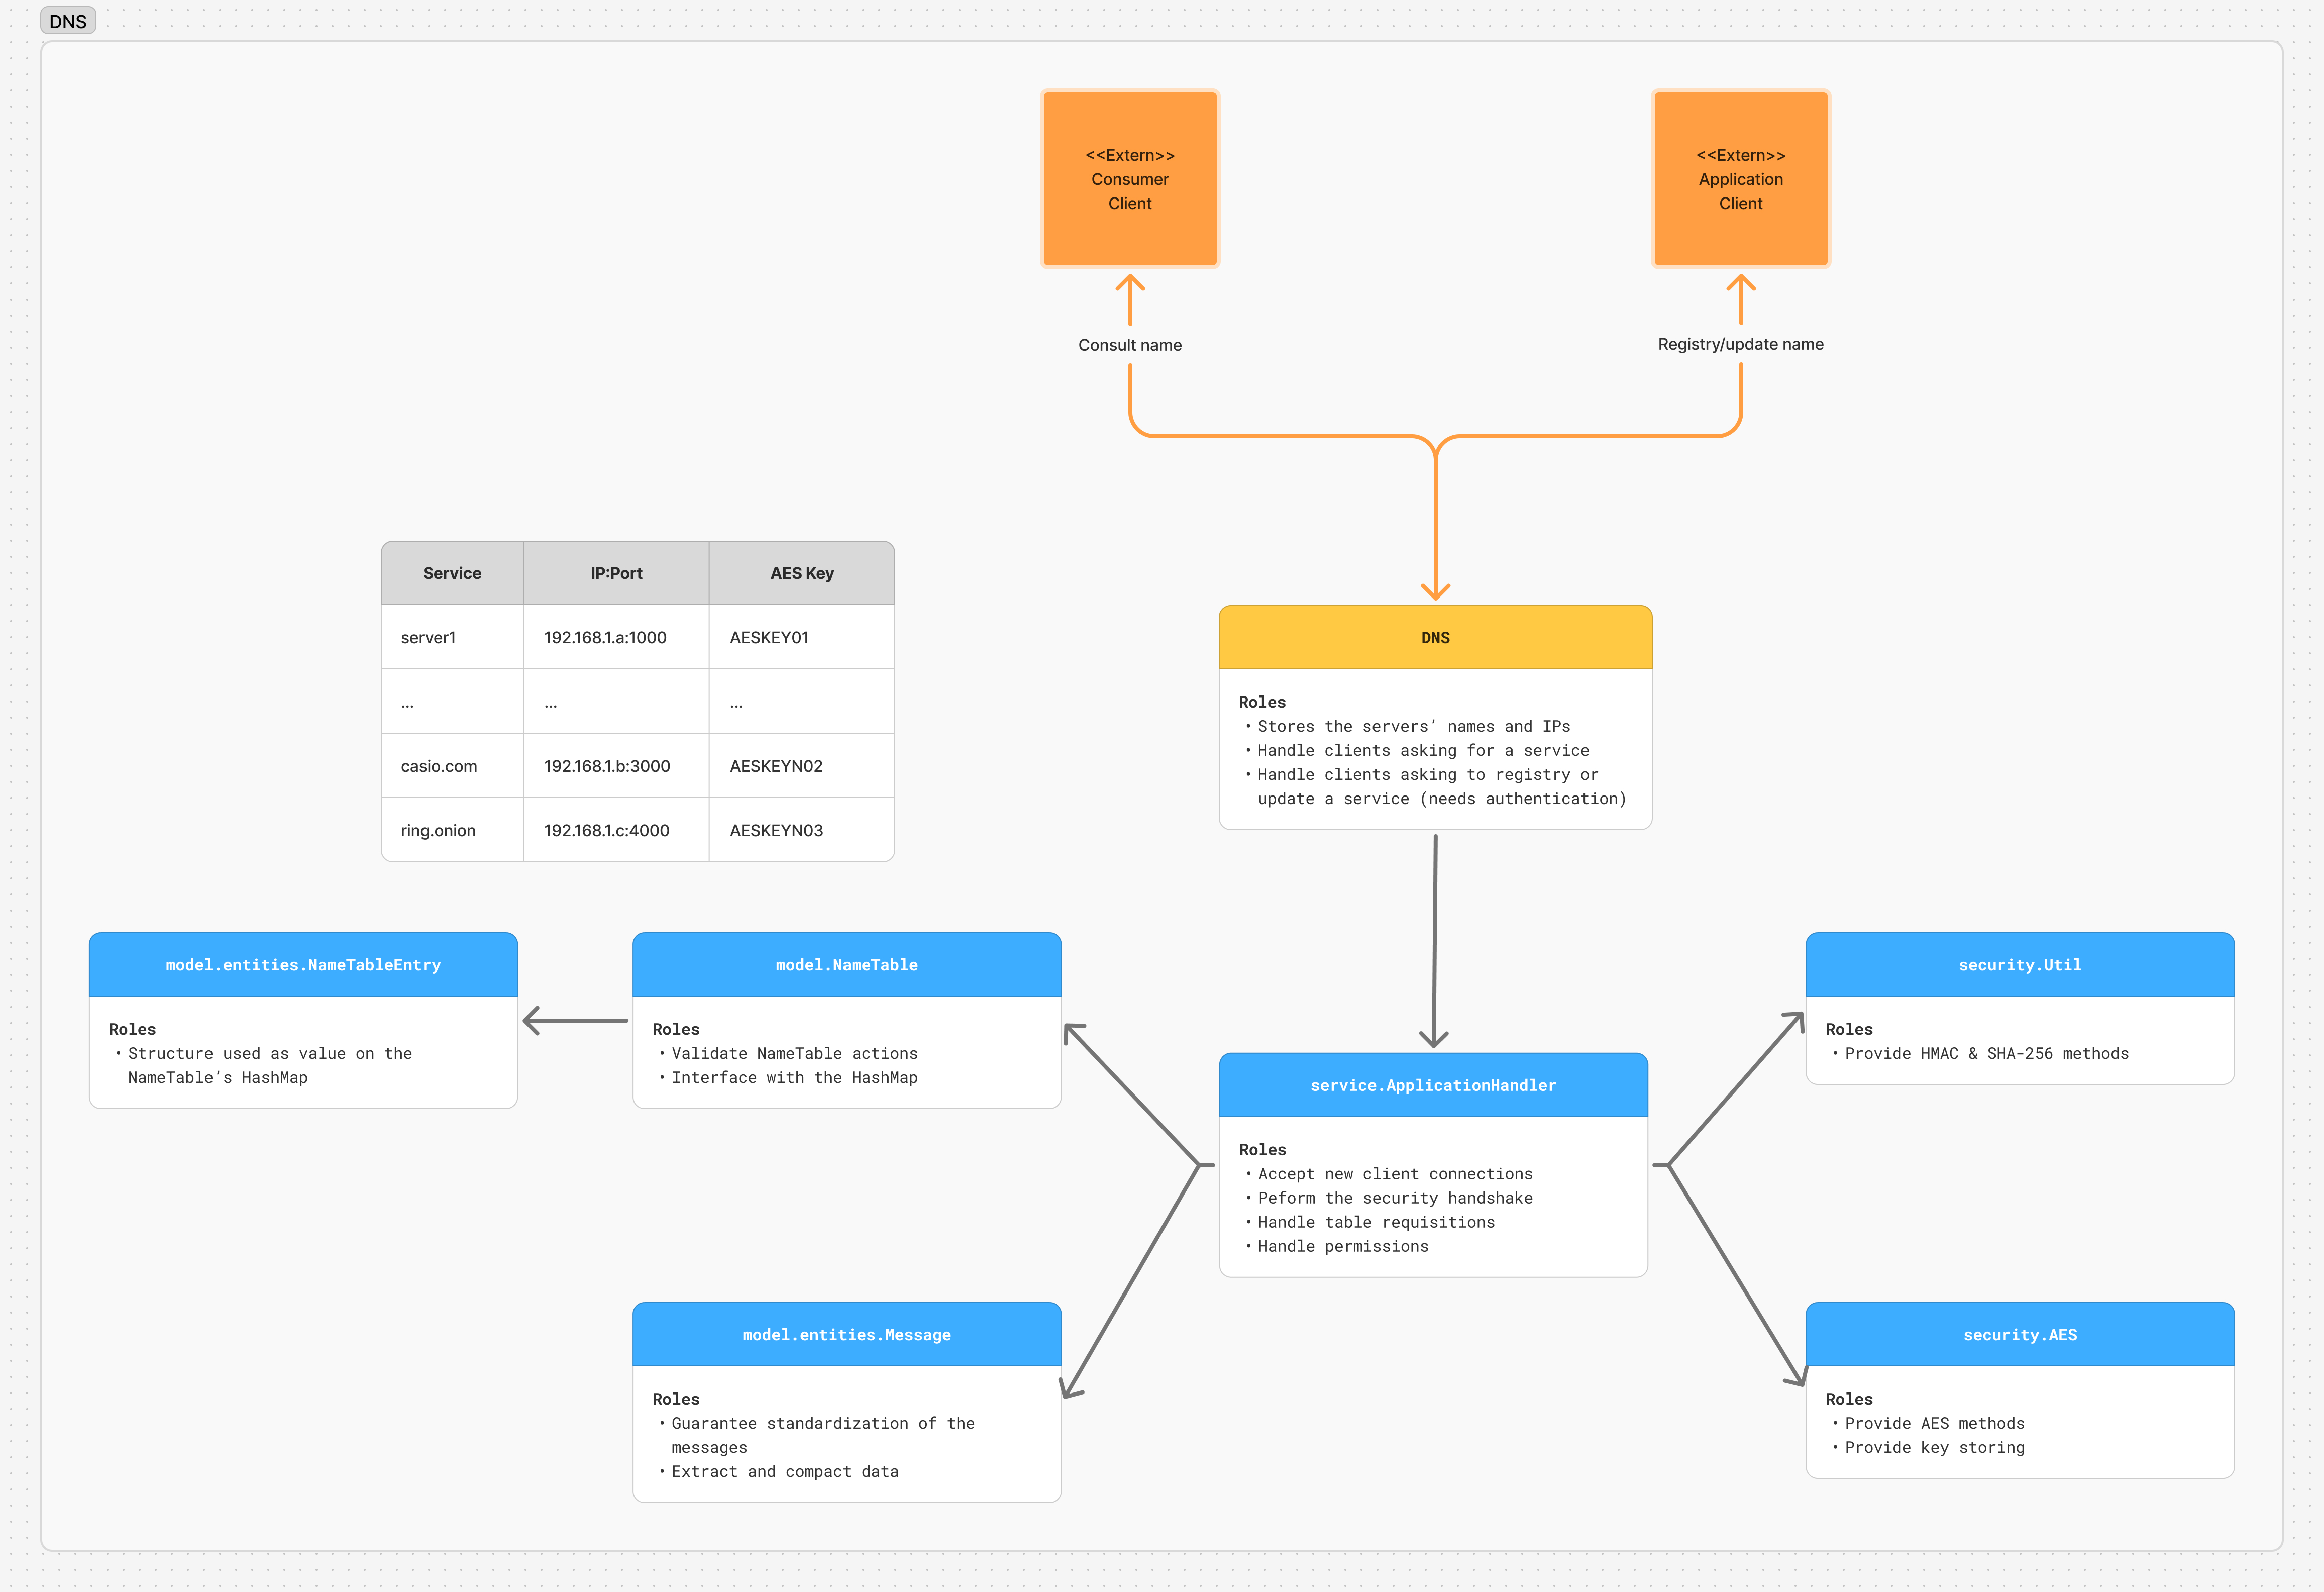 DNS
<<Extern>>
Consumer
Client
<<Extern>>
Application
Client
Consult name
Registry/update name
Service IP:Port AES Key
server1 192.168.1.a:1000 AESKEY01
... ... ...
casio.com 192.168.1.b:3000 AESKEYN02
ring.onion 192.168.1.c:4000 AESKEYN03
DNS
Roles
• Stores the servers’ names and IPs
• Handle clients asking for a service
• Handle clients asking to registry or
update a service (needs authentication)
model.entities.NameTableEntry
Roles
• Structure used as value on the
NameTable’s HashMap
model.NameTable
Roles
• Validate NameTable actions
• Interface with the HashMap
service.ApplicationHandler
Roles
• Accept new client connections
• Peform the security handshake
• Handle table requisitions
• Handle permissions
security.Util
Roles
• Provide HMAC & SHA-256 methods
model.entities.Message
Roles
• Guarantee standardization of the
messages
• Extract and compact data
security.AES
Roles
• Provide AES methods
• Provide key storing